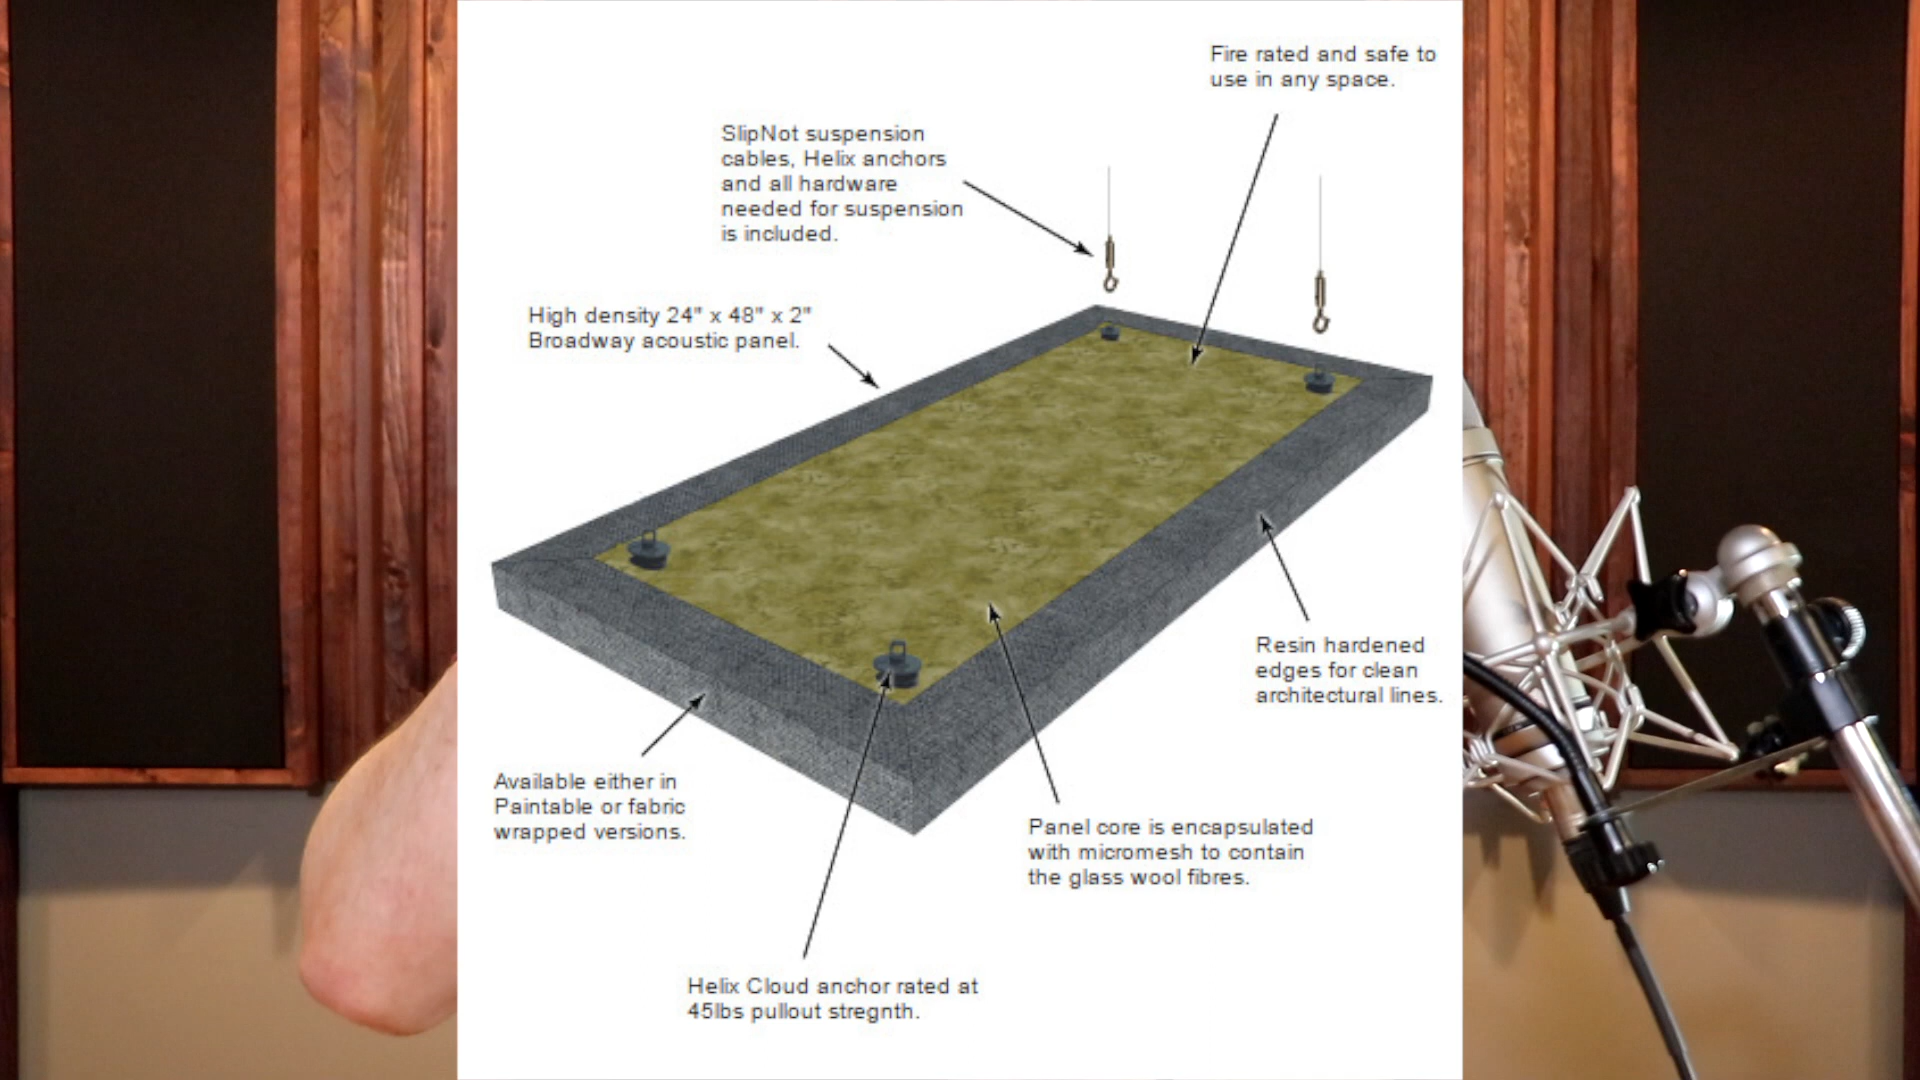 Fire rated and safe to
use in any space.
SlipNot suspension
cables, Helix anchors
and all hardware
needed for suspension
is included.
High density 24" x 48" x 2"
Broadway acoustic panel.
Resin hardened
edges for clean
architectural lines.
Available either in
Paintable or fabric
wrapped versions.
Panel core is encapsulated
with micromesh to contain
the glass wool fibres.
Helix Cloud anchor rated at
45lbs pullout stregnth.